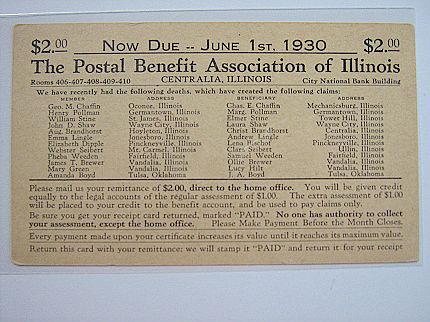 $2.00 Now Due -- June 1st, 1930 $2.00
The Postal Benefit Association of Illinois
Rooms 406-407-408-409-410 CENTRALIA, ILLINOIS City National Bank Building
We have recently had the following deaths, which have created the following claims:
MEMBER ADDRESS BENEFICIARY ADDRESS
Geo. M. Chaffin Oconee, Illinois Chas. E. Chaffin Mechanicsburg, Illinois
Henry Pollman Germantown, Illinois Marg. Pollman Germantown, Illinois
William Stine St. James, Illinois Elmer Stine Tower Hill, Illinois
John D. Shaw Wayne City, Illinois Laura Shaw Wayne City, Illinois
Aug. Brandhorst Hoyleton, Illinois Christ Brandhorst Centralia, Illinois
Emma Lingle Jonesboro, Illinois Andrew Lingle Jonesboro, Illinois
Elizabeth Dipple Pinckneyville, Illinois Lena Pischof Pinckneyville, Illinois
Webster Seibert Mt. Carmel, Illinois Clara Seibert Ullin, Illinois
Pheba Weeden Fairfield, Illinois Samuel Weeden Fairfield, Illinois
James T. Brewer Vandalia, Illinois Ollie Brewer Vandalia, Illinois
Mary Green Vandalia, Illinois Lucy Hilt Vandalia, Illinois
Amanda Boyd Tulsa, Oklahoma J. A. Boyd Tulsa, Oklahoma
Please mail us your remittance of $2.00, direct to the home office. You will be given credit
equally to the legal accounts of the regular assessment of $1.00. The extra assessment of $1.00
will be placed to your credit to the benefit account, and be used to pay claims only.
Be sure you get your receipt card returned, marked "PAID." No one has authority to collect
your assessment, except the home office. Please Make Payment Before the Month Closes.
Every payment made upon your certificate increases its value until it reaches its maximum value.
Return this card with your remittance; we will stamp it "PAID" and return it for your receipt